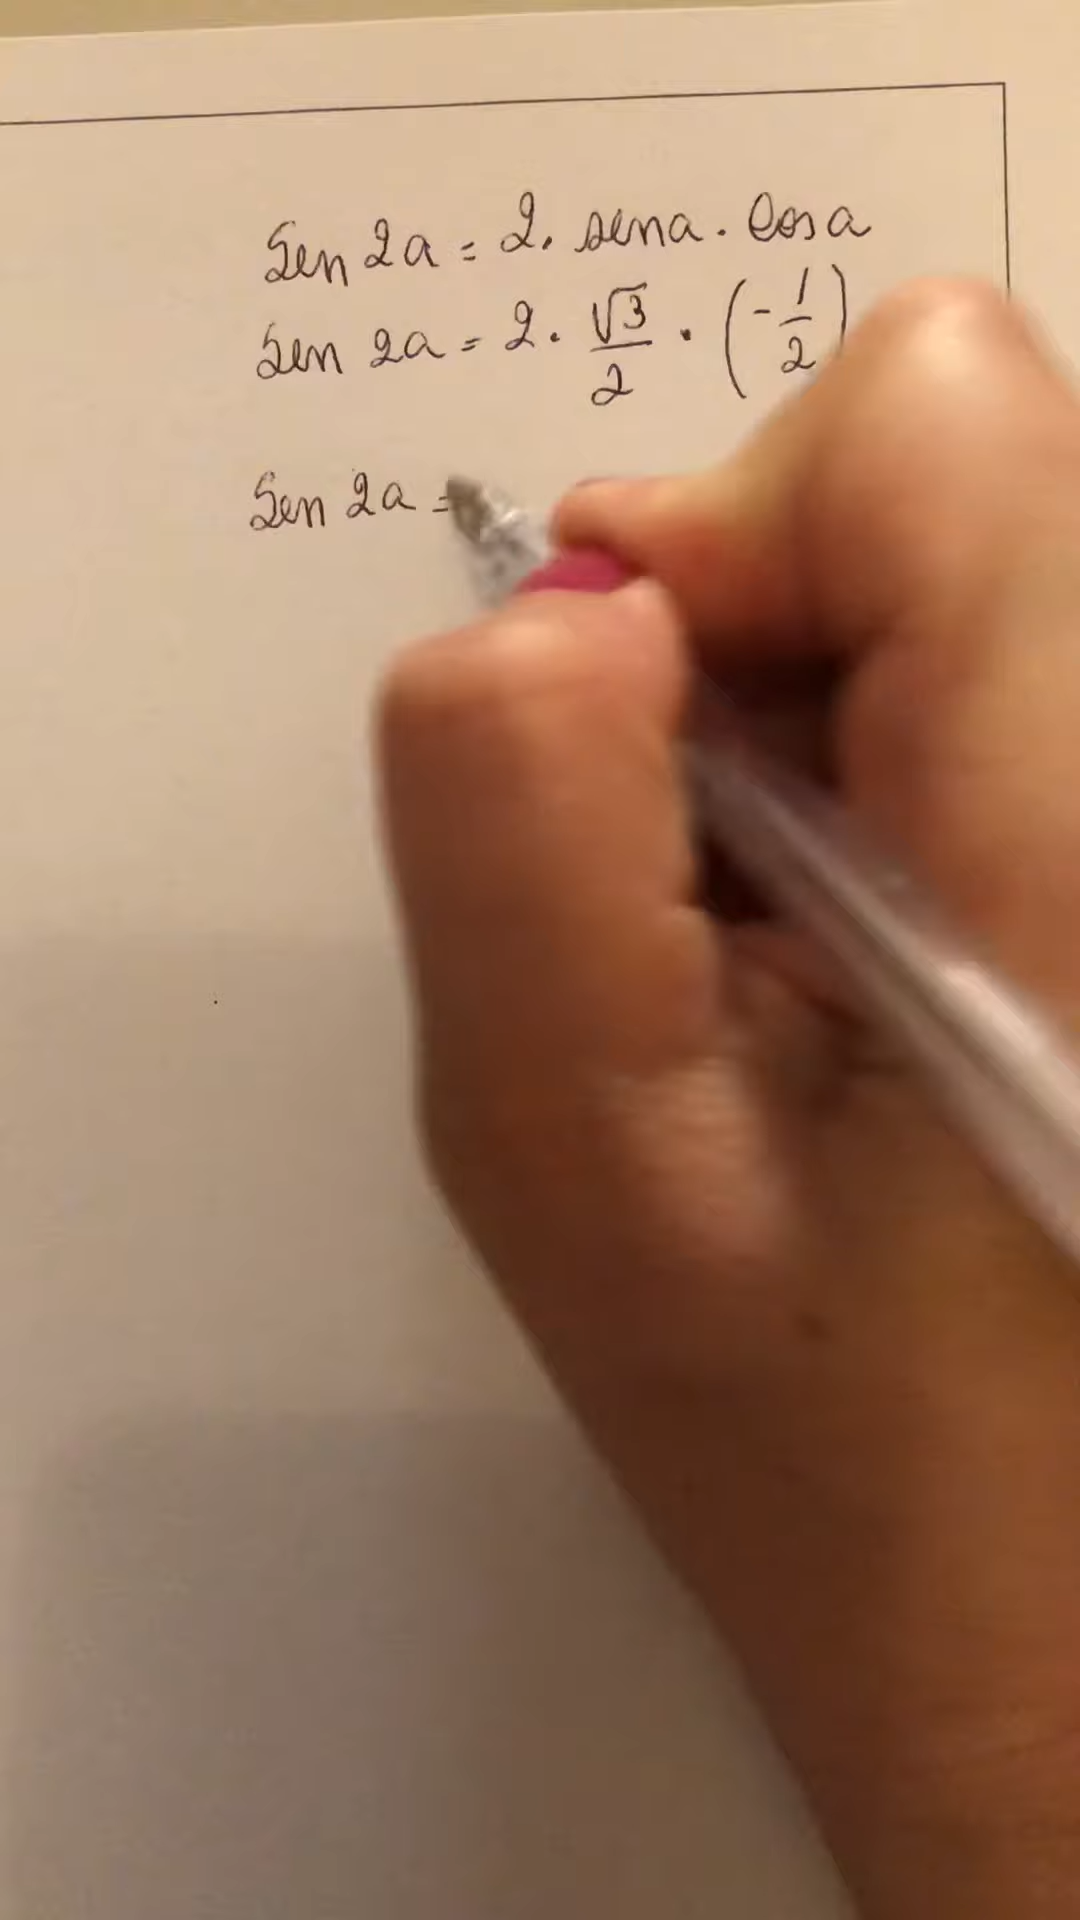 Sen 2a = 2. sena . Cos a
Sen 2a = 2 . √3/2 . (-1/2)
Sen 2a =